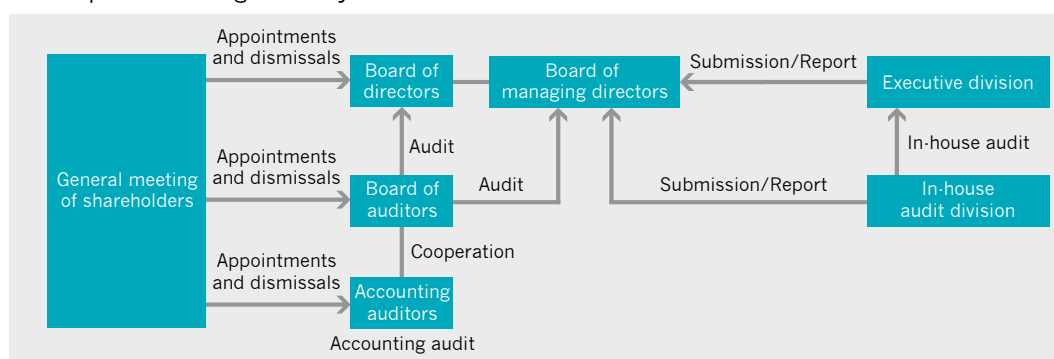 Appointments
and dismissals
Board of
directors
Board of
managing directors
Submission/Report
Executive division
Audit
In-house audit
General meeting
of shareholders
Appointments
and dismissals
Board of
auditors
Audit
Submission/Report
In-house
audit division
Cooperation
Appointments
and dismissals
Accounting
auditors
Accounting audit